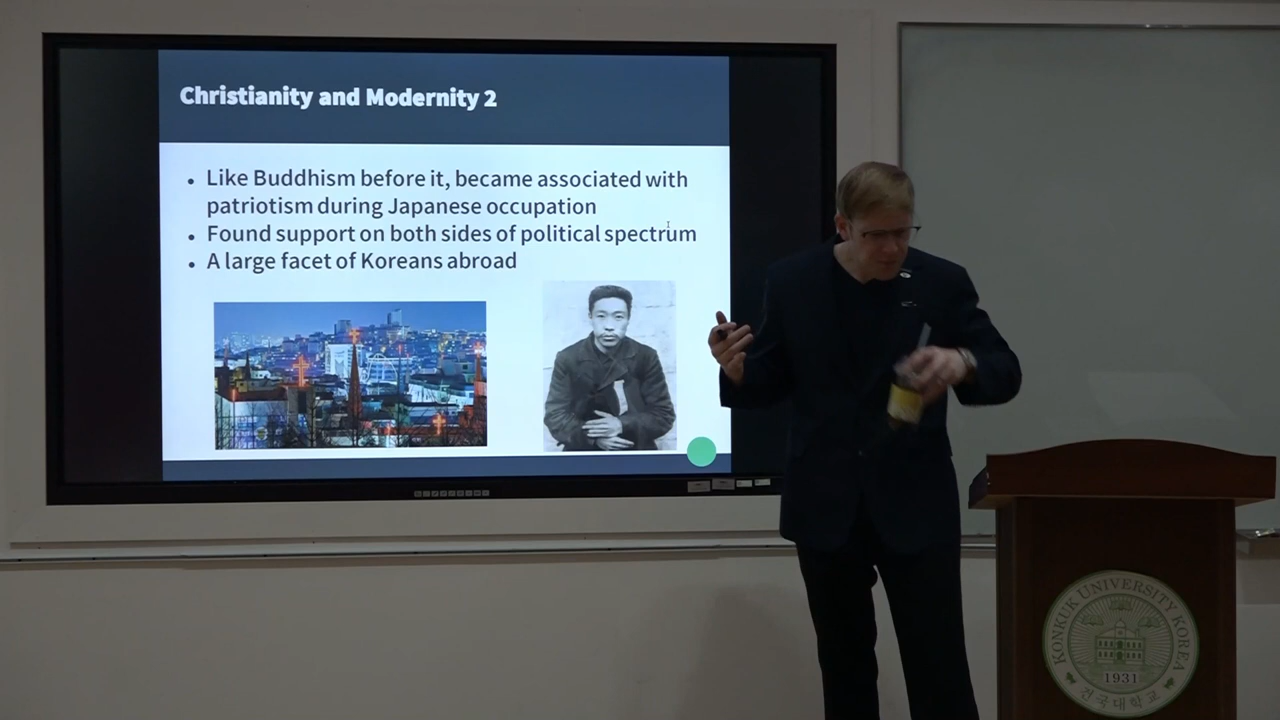 Christianity and Modernity 2
• Like Buddhism before it, became associated with
patriotism during Japanese occupation
• Found support on both sides of political spectrum
• A large facet of Koreans abroad
KONKUK UNIVERSITY KOREA
1931
건국대학교